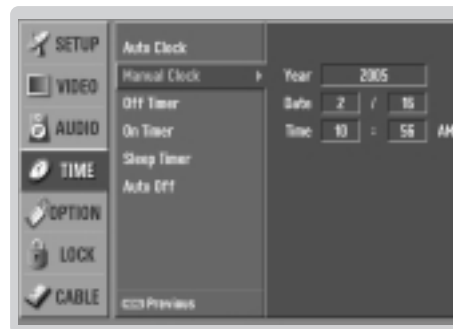 SETUP
VIDEO
AUDIO
TIME
OPTION
LOCK
CABLE
Auto Clock
Manual Clock
Off Timer
On Timer
Sleep Timer
Auto Off
Previous
Year 2005
Date 2 / 16
Time 10 : 56 AM